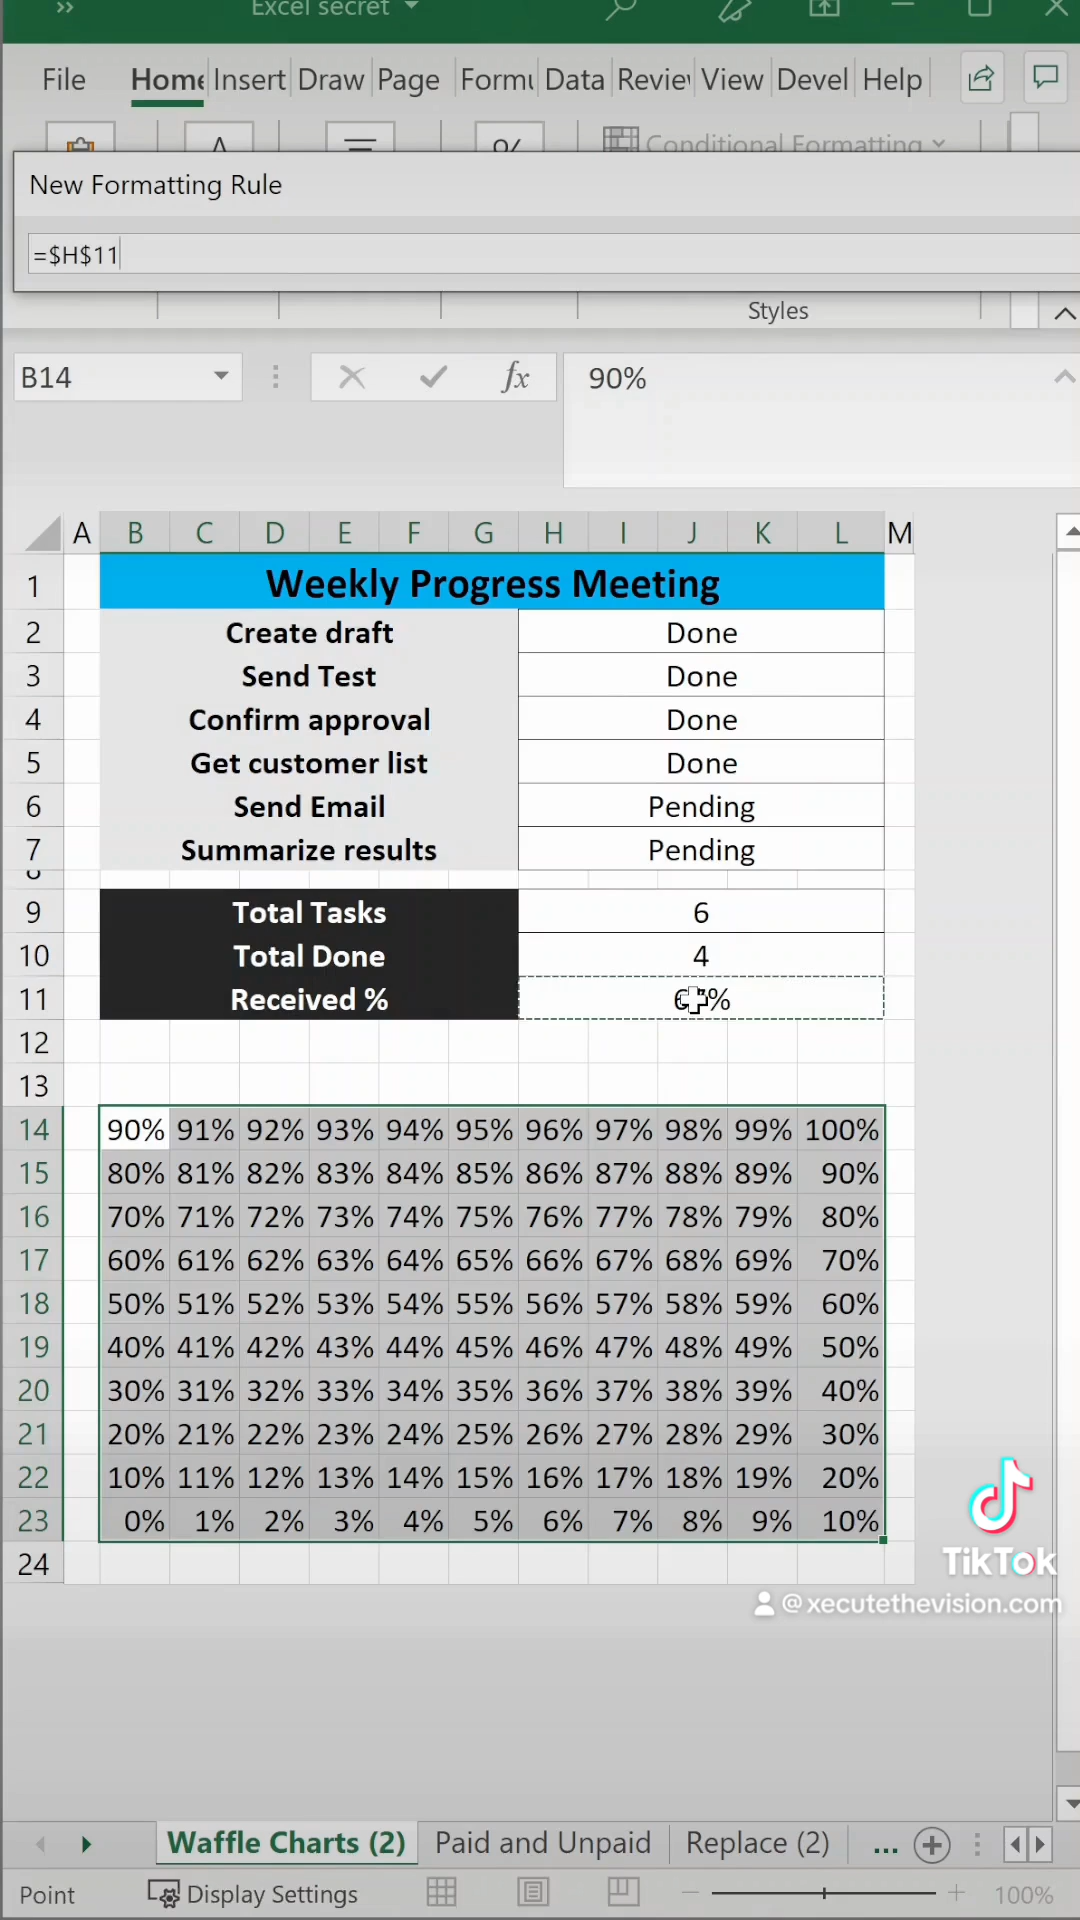 Excel secret
File Home Insert Draw Page Formu Data Review View Devel Help
Conditional Formatting
New Formatting Rule
=$H$11
Styles
B14 fx 90%
A B C D E F G H I J K L M
1 Weekly Progress Meeting
2 Create draft Done
3 Send Test Done
4 Confirm approval Done
5 Get customer list Done
6 Send Email Pending
7 Summarize results Pending
8
9 Total Tasks 6
10 Total Done 4
11 Received %
12
13
14 90% 91% 92% 93% 94% 95% 96% 97% 98% 99% 100%
15 80% 81% 82% 83% 84% 85% 86% 87% 88% 89% 90%
16 70% 71% 72% 73% 74% 75% 76% 77% 78% 79% 80%
17 60% 61% 62% 63% 64% 65% 66% 67% 68% 69% 70%
18 50% 51% 52% 53% 54% 55% 56% 57% 58% 59% 60%
19 40% 41% 42% 43% 44% 45% 46% 47% 48% 49% 50%
20 30% 31% 32% 33% 34% 35% 36% 37% 38% 39% 40%
21 20% 21% 22% 23% 24% 25% 26% 27% 28% 29% 30%
22 10% 11% 12% 13% 14% 15% 16% 17% 18% 19% 20%
23 0% 1% 2% 3% 4% 5% 6% 7% 8% 9% 10%
24
TikTok
@xecutethevision.com
Waffle Charts (2) Paid and Unpaid Replace (2) ...
Point Display Settings 100%